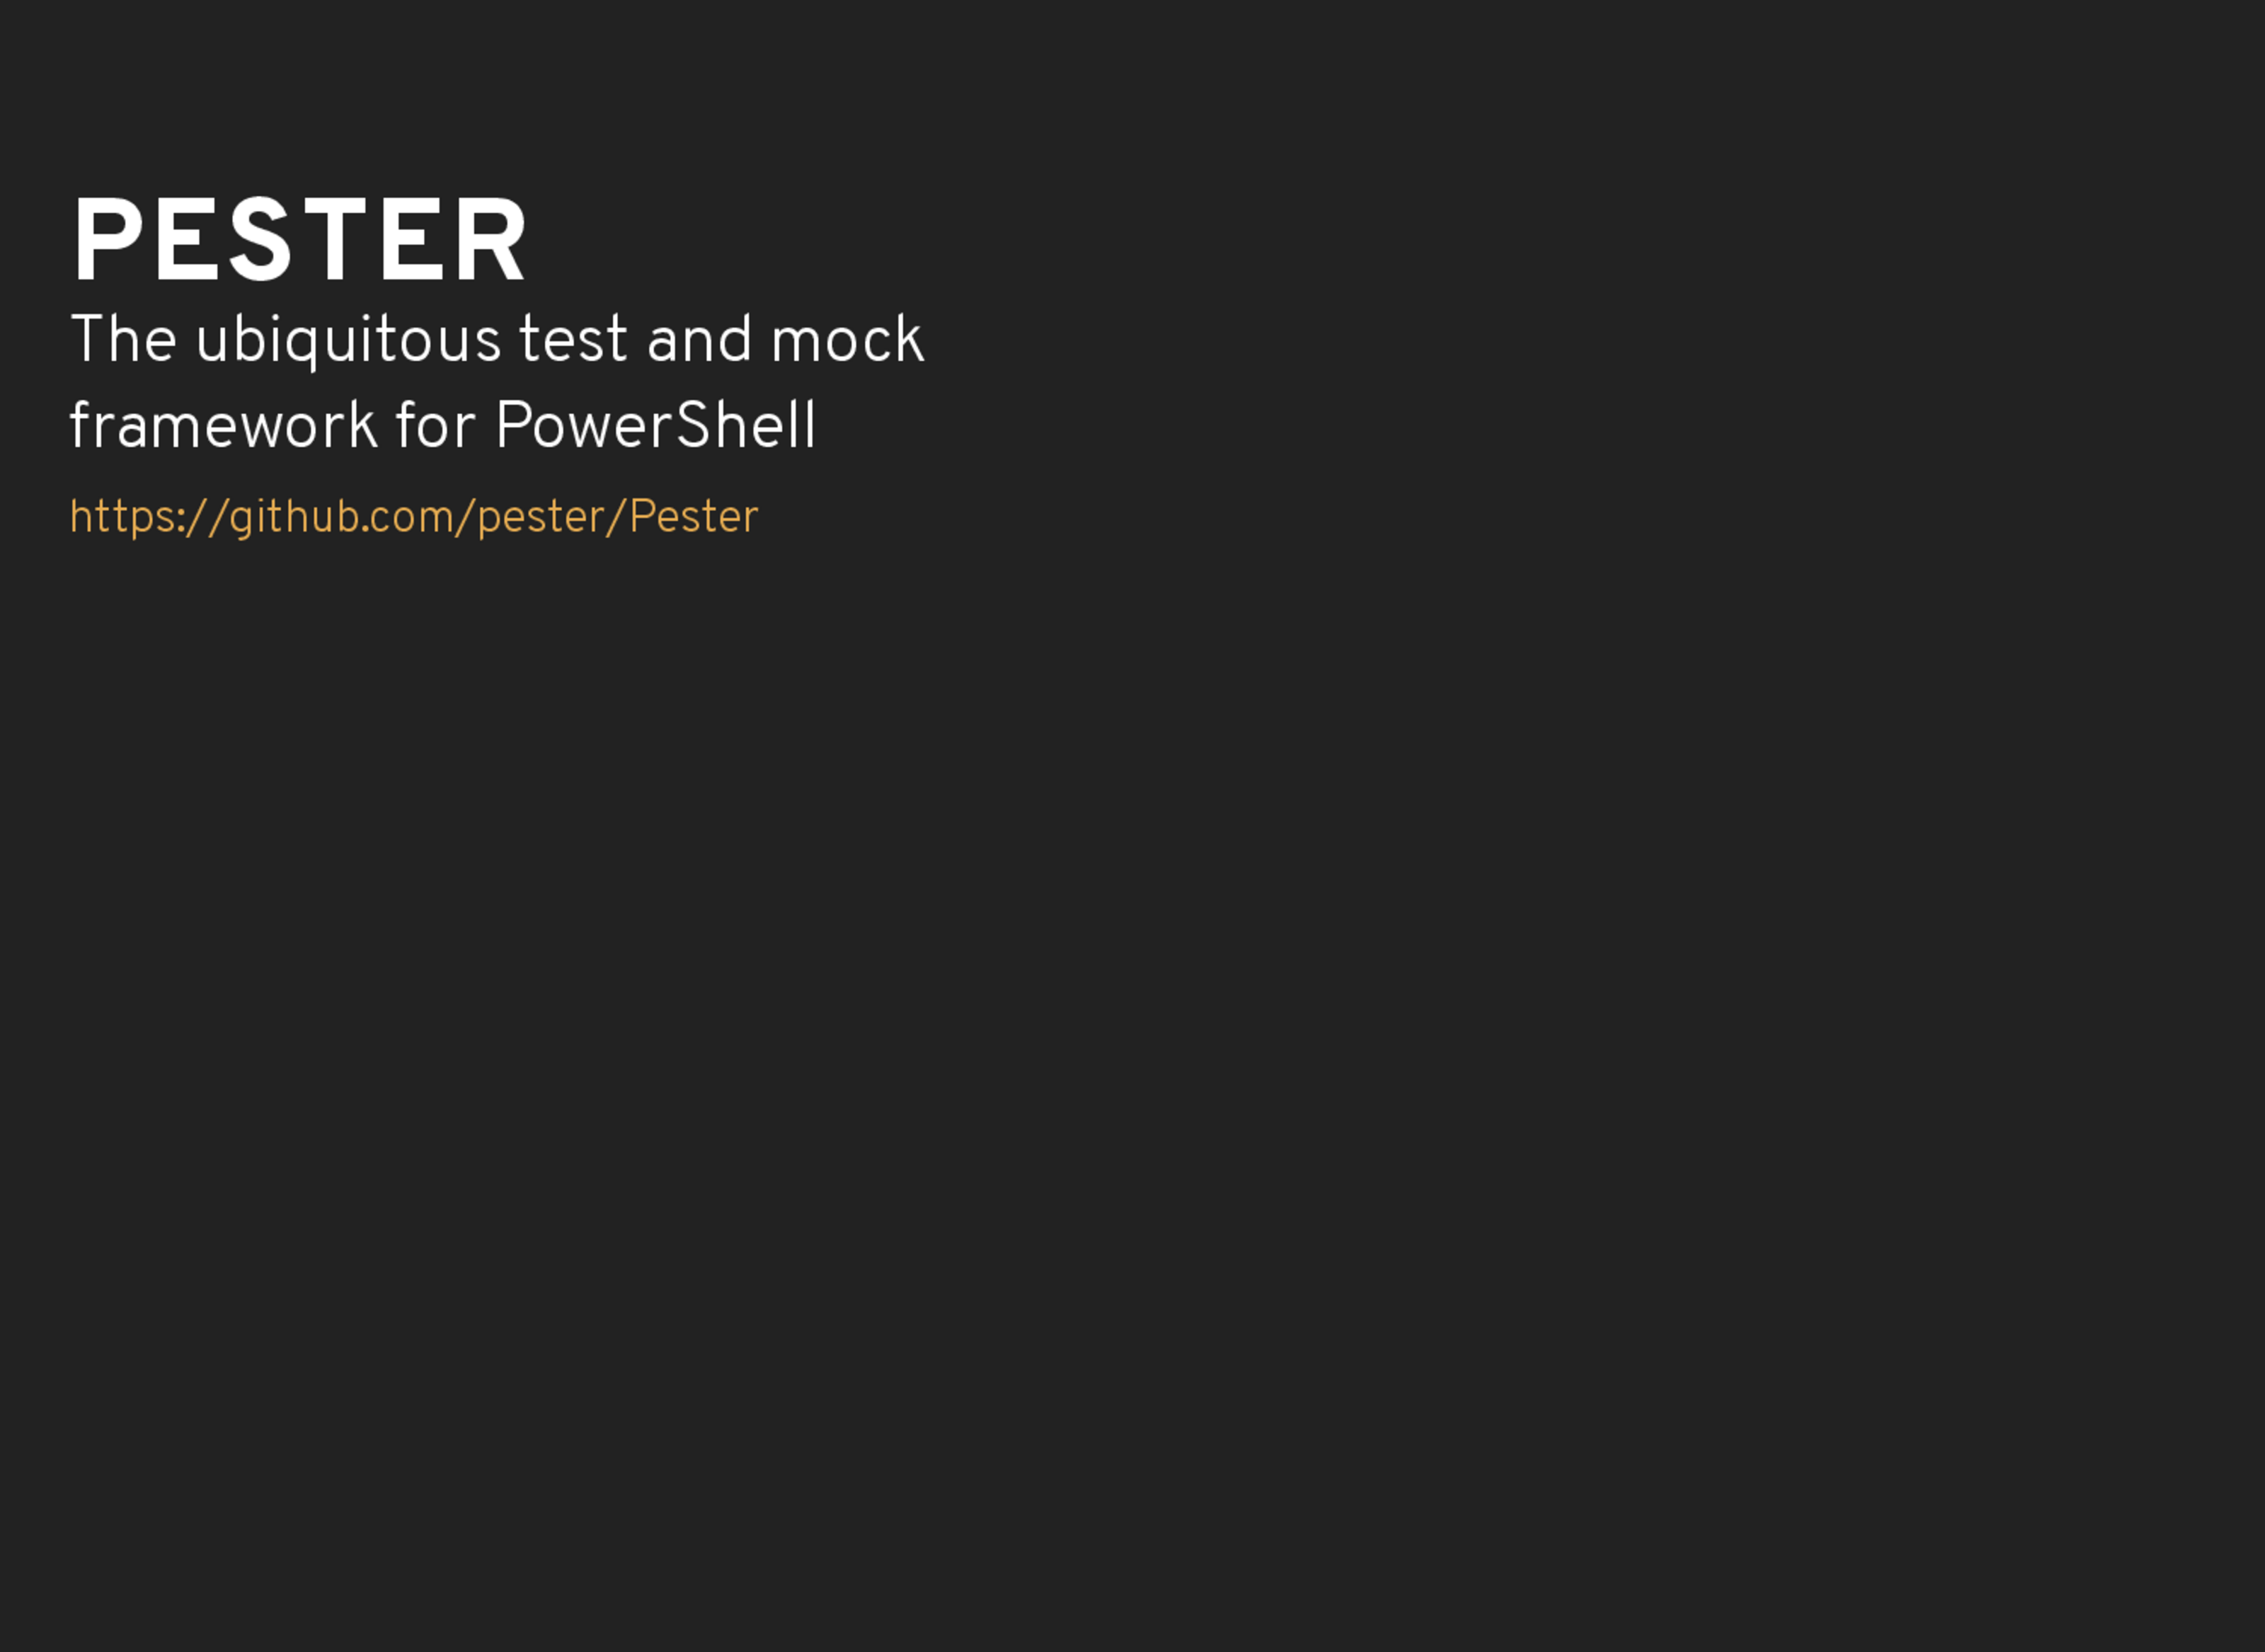 PESTER
The ubiquitous test and mock
framework for PowerShell
https://github.com/pester/Pester